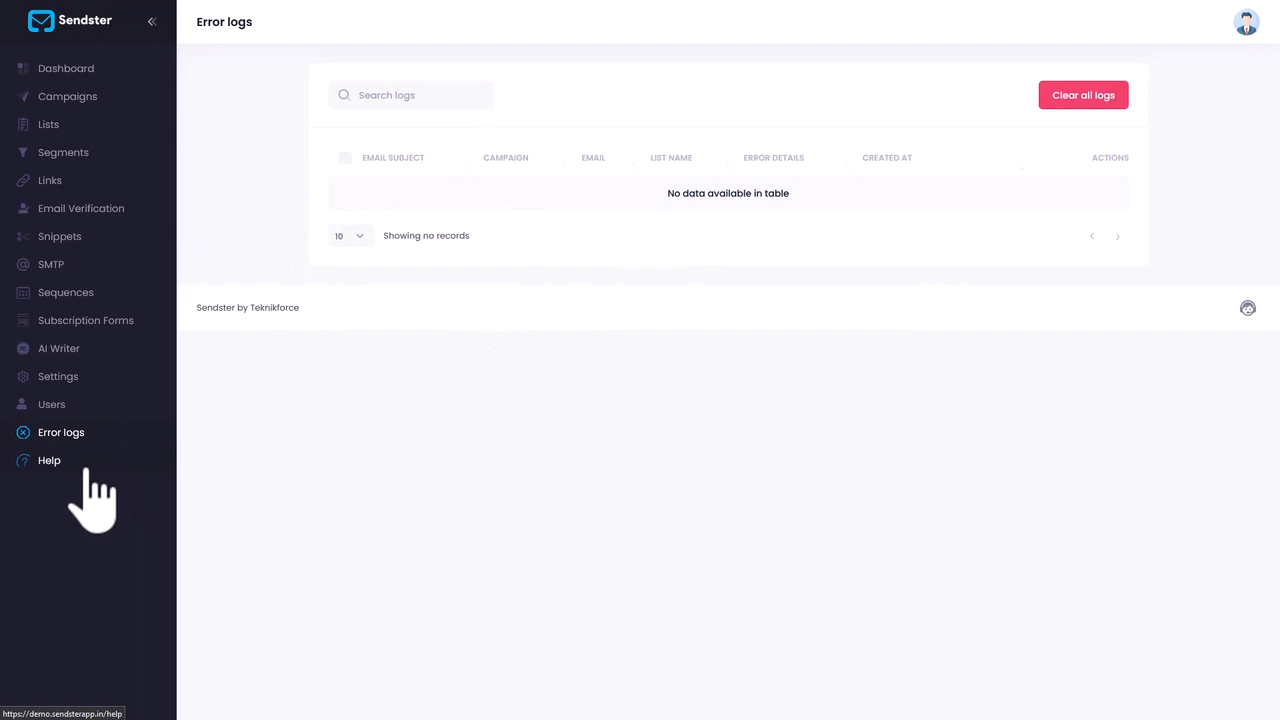 Sendster
Error logs
Dashboard
Campaigns
Lists
Segments
Links
Email Verification
Snippets
SMTP
Sequences
Subscription Forms
AI Writer
Settings
Users
Error logs
Help
Search logs
Clear all logs
EMAIL SUBJECT CAMPAIGN EMAIL LIST NAME ERROR DETAILS CREATED AT ACTIONS
No data available in table
10 Showing no records
Sendster by Teknikforce
https://demo.sendsterapp.in/help